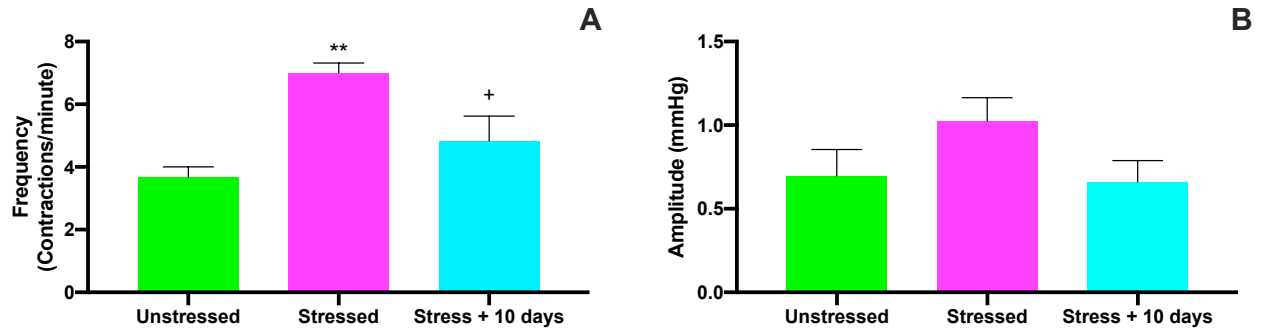 A
Frequency
(Contractions/minute)
8
6
4
2
0
**
+
Unstressed Stressed Stress + 10 days
B
Amplitude (mmHg)
1.5
1.0
0.5
0.0
Unstressed Stressed Stress + 10 days